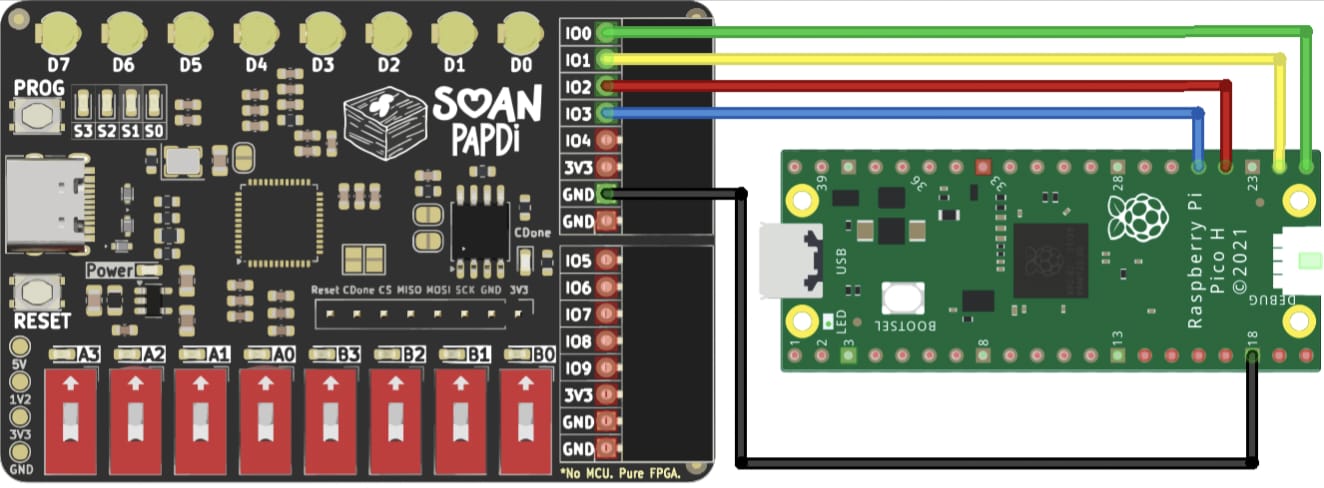 D7 D6 D5 D4 D3 D2 D1 D0
PROG
S3 S2 S1 S0
SMAN
PAPDi
IO0
IO1
IO2
IO3
IO4
3V3
GND
GND
CDone
Power
Reset CDone CS MISO MOSI SCK GND 3V3
RESET
IO5
IO6
IO7
IO8
IO9
3V3
GND
GND
A3 A2 A1 A0 B3 B2 B1 B0
5V
1V2
3V3
GND
*No MCU. Pure FPGA.
39 36 33 28 23
USB
LED
BOOTSEL
Raspberry Pi
Pico H
©2021
DEBUG
1 2 3 8 13 18